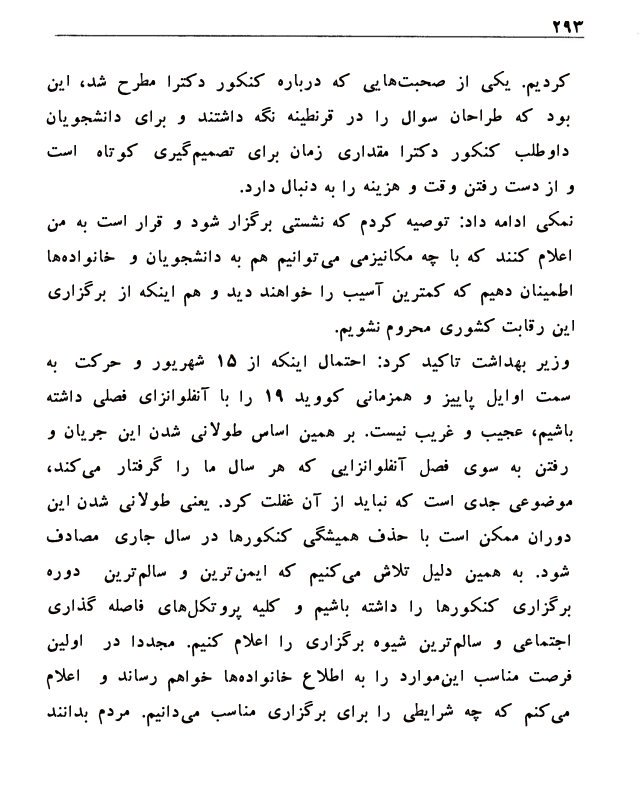 ۲۹۳
کردیم. یکی از صحبت‌هایی که درباره کنکور دکترا مطرح شد، این
بود که طراحان سوال را در قرنطینه نگه داشتند و برای دانشجویان
داوطلب کنکور دکترا مقداری زمان برای تصمیم‌گیری کوتاه است
و از دست رفتن وقت و هزینه را به دنبال دارد.
نمکی ادامه داد: توصیه کردم که نشستی برگزار شود و قرار است به من
اعلام کنند که با چه مکانیزمی می‌توانیم هم به دانشجویان و خانواده‌ها
اطمینان دهیم که کمترین آسیب را خواهند دید و هم اینکه از برگزاری
این رقابت کشوری محروم نشویم.
وزیر بهداشت تاکید کرد: احتمال اینکه از ۱۵ شهریور و حرکت به
سمت اوایل پاییز و همزمانی کووید ۱۹ را با آنفلوانزای فصلی داشته
باشیم، عجیب و غریب نیست. بر همین اساس طولانی شدن این جریان و
رفتن به سوی فصل آنفلوانزایی که هر سال ما را گرفتار می‌کند،
موضوعی جدی است که نباید از آن غفلت کرد. یعنی طولانی شدن این
دوران ممکن است با حذف همیشگی کنکورها در سال جاری مصادف
شود. به همین دلیل تلاش می‌کنیم که ایمن‌ترین و سالم‌ترین دوره
برگزاری کنکورها را داشته باشیم و کلیه پروتکل‌های فاصله گذاری
اجتماعی و سالم‌ترین شیوه برگزاری را اعلام کنیم. مجددا در اولین
فرصت مناسب این‌موارد را به اطلاع خانواده‌ها خواهم رساند و اعلام
می‌کنم که چه شرایطی را برای برگزاری مناسب می‌دانیم. مردم بدانند